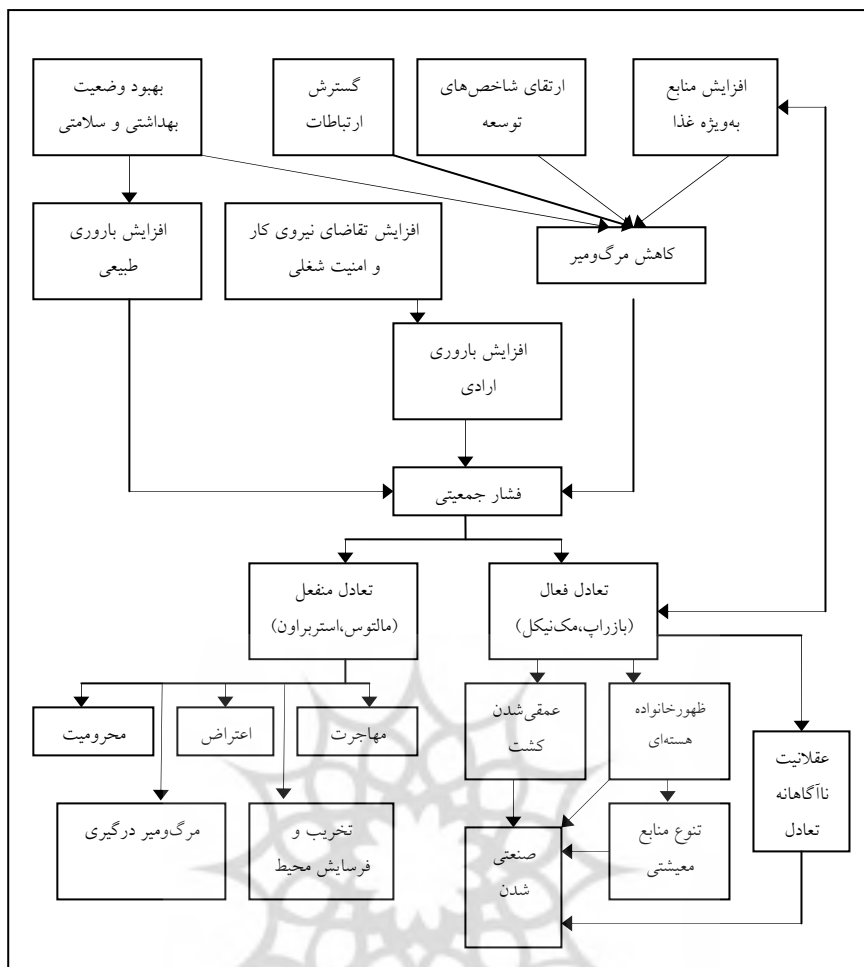 افزایش منابع
به‌ویژه غذا
ارتقای شاخص‌های
توسعه
گسترش
ارتباطات
بهبود وضعیت
بهداشتی و سلامتی
کاهش مرگ‌ومیر
افزایش تقاضای نیروی کار
و امنیت شغلی
افزایش باروری
طبیعی
افزایش باروری
ارادی
فشار جمعیتی
تعادل فعال
(بازراپ،مک‌نیکل)
تعادل منفعل
(مالتوس،استربراون)
ظهورخانواده
هسته‌ای
عمقی‌شدن
کشت
مهاجرت
اعتراض
محرومیت
عقلانیت
ناآگاهانه
تعادل
تنوع منابع
معیشتی
صنعتی
شدن
تخریب و
فرسایش محیط
مرگ‌ومیر درگیری